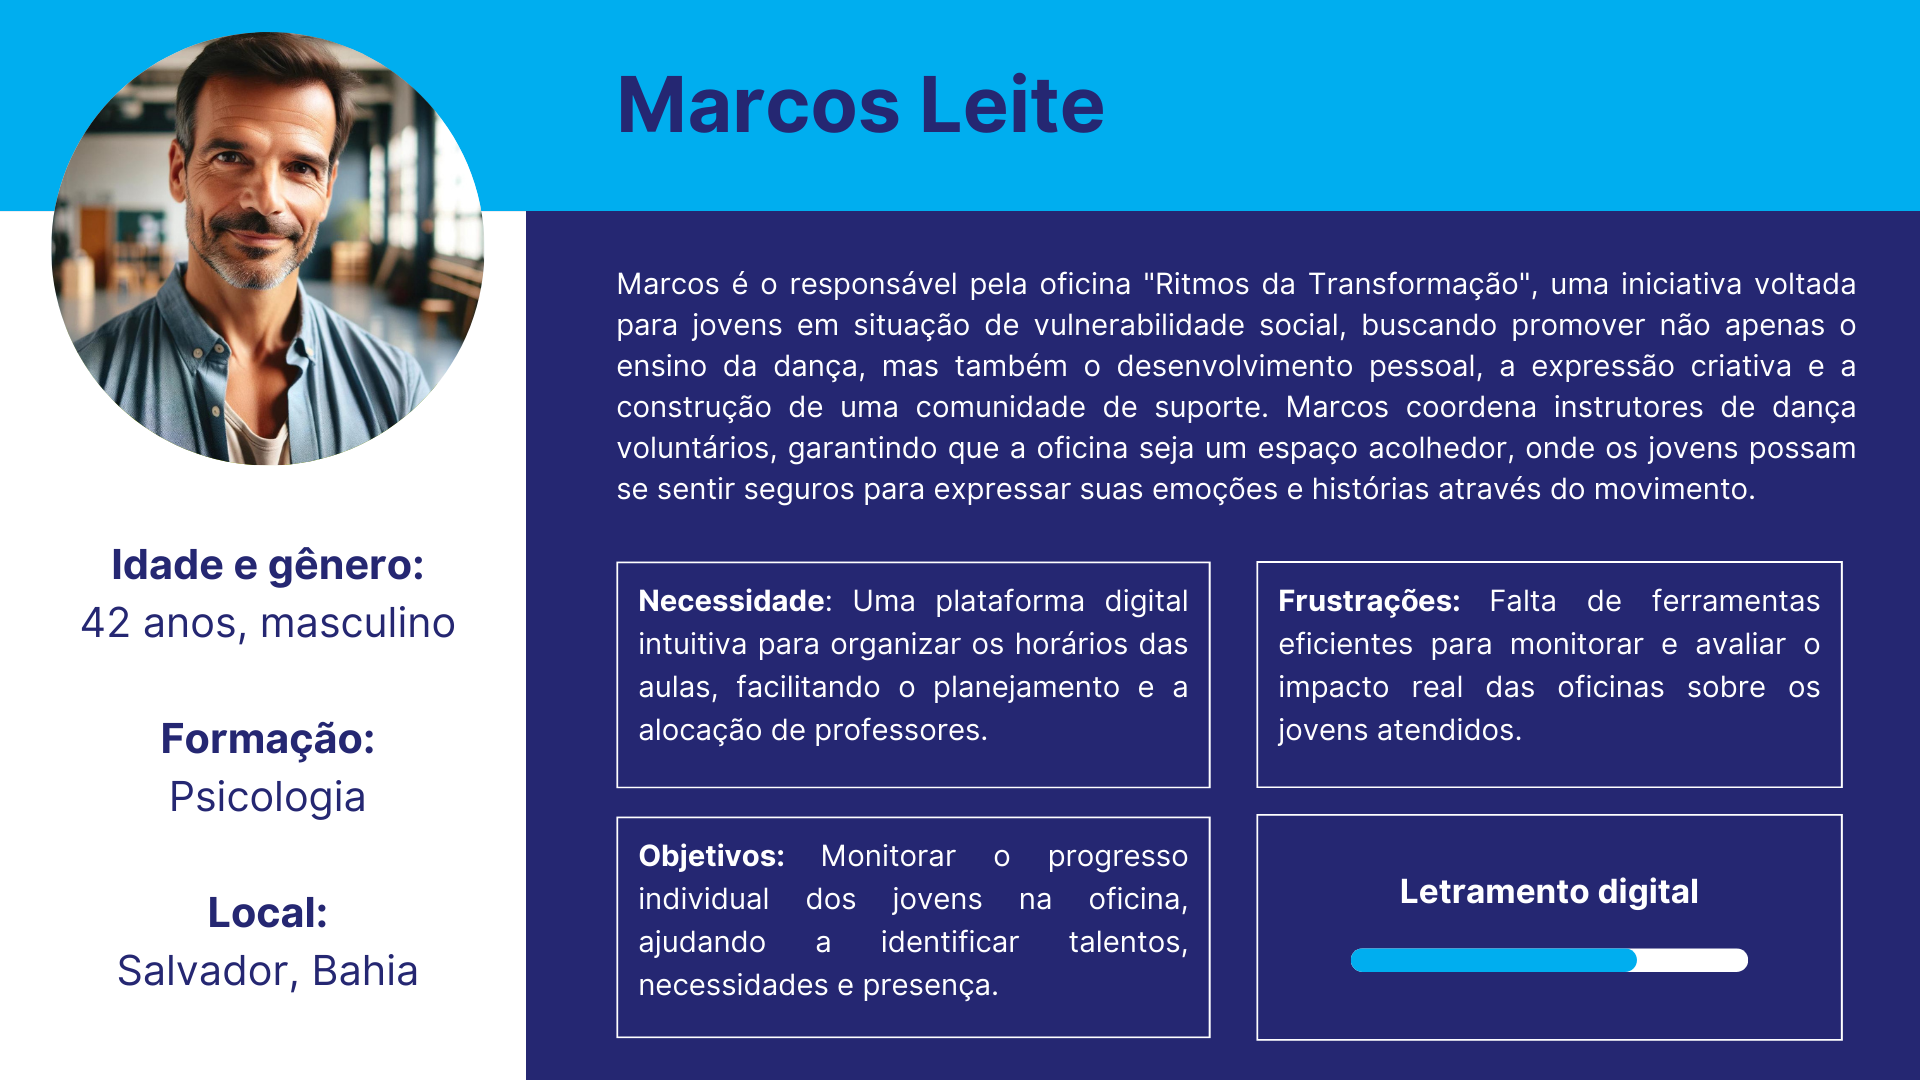 Marcos Leite
Marcos é o responsável pela oficina "Ritmos da Transformação", uma iniciativa voltada
para jovens em situação de vulnerabilidade social, buscando promover não apenas o
ensino da dança, mas também o desenvolvimento pessoal, a expressão criativa e a
construção de uma comunidade de suporte. Marcos coordena instrutores de dança
voluntários, garantindo que a oficina seja um espaço acolhedor, onde os jovens possam
se sentir seguros para expressar suas emoções e histórias através do movimento.
Idade e gênero:
42 anos, masculino
Formação:
Psicologia
Local:
Salvador, Bahia
Necessidade: Uma plataforma digital
intuitiva para organizar os horários das
aulas, facilitando o planejamento e a
alocação de professores.
Frustrações: Falta de ferramentas
eficientes para monitorar e avaliar o
impacto real das oficinas sobre os
jovens atendidos.
Objetivos: Monitorar o progresso
individual dos jovens na oficina,
ajudando a identificar talentos,
necessidades e presença.
Letramento digital